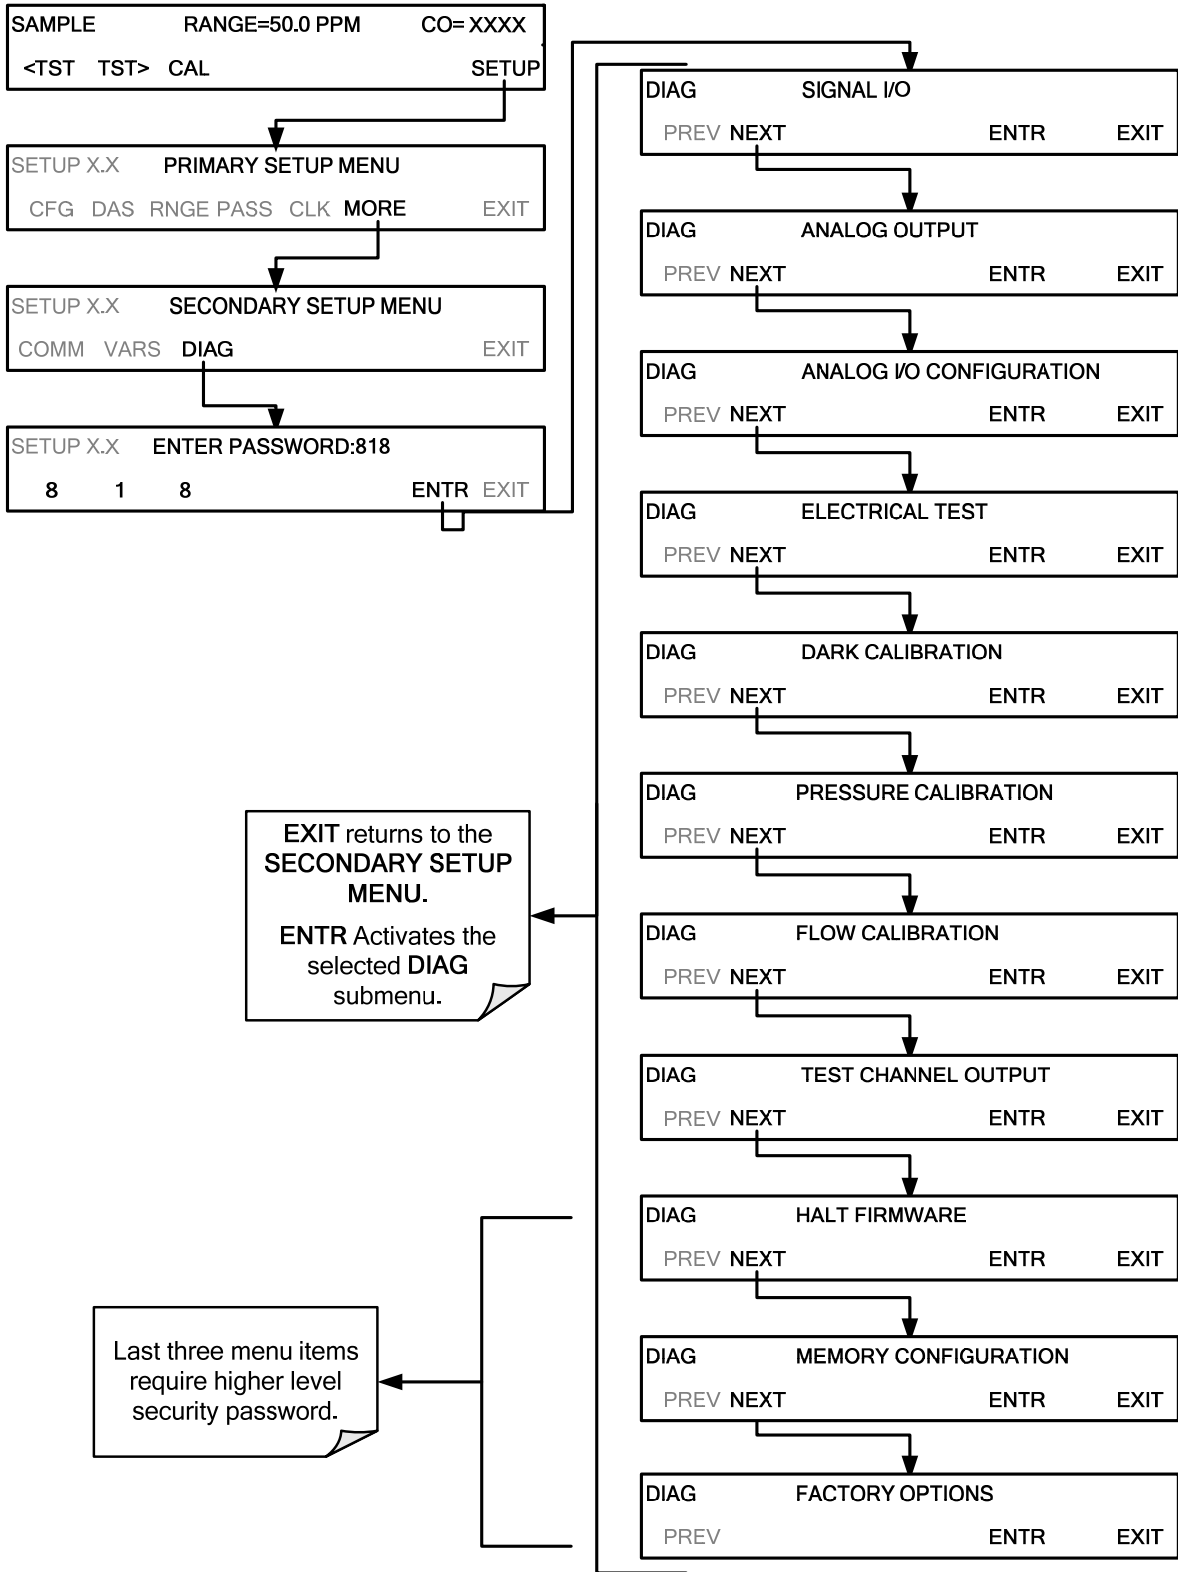 SAMPLE RANGE=50.0 PPM CO= XXXX
<TST TST> CAL SETUP
SETUP X.X PRIMARY SETUP MENU
CFG DAS RNGE PASS CLK MORE EXIT
SETUP X.X SECONDARY SETUP MENU
COMM VARS DIAG EXIT
SETUP X.X ENTER PASSWORD:818
8 1 8 ENTR EXIT
EXIT returns to the
SECONDARY SETUP
MENU.
ENTR Activates the
selected DIAG
submenu.
Last three menu items
require higher level
security password.
DIAG SIGNAL I/O
PREV NEXT ENTR EXIT
DIAG ANALOG OUTPUT
PREV NEXT ENTR EXIT
DIAG ANALOG I/O CONFIGURATION
PREV NEXT ENTR EXIT
DIAG ELECTRICAL TEST
PREV NEXT ENTR EXIT
DIAG DARK CALIBRATION
PREV NEXT ENTR EXIT
DIAG PRESSURE CALIBRATION
PREV NEXT ENTR EXIT
DIAG FLOW CALIBRATION
PREV NEXT ENTR EXIT
DIAG TEST CHANNEL OUTPUT
PREV NEXT ENTR EXIT
DIAG HALT FIRMWARE
PREV NEXT ENTR EXIT
DIAG MEMORY CONFIGURATION
PREV NEXT ENTR EXIT
DIAG FACTORY OPTIONS
PREV ENTR EXIT